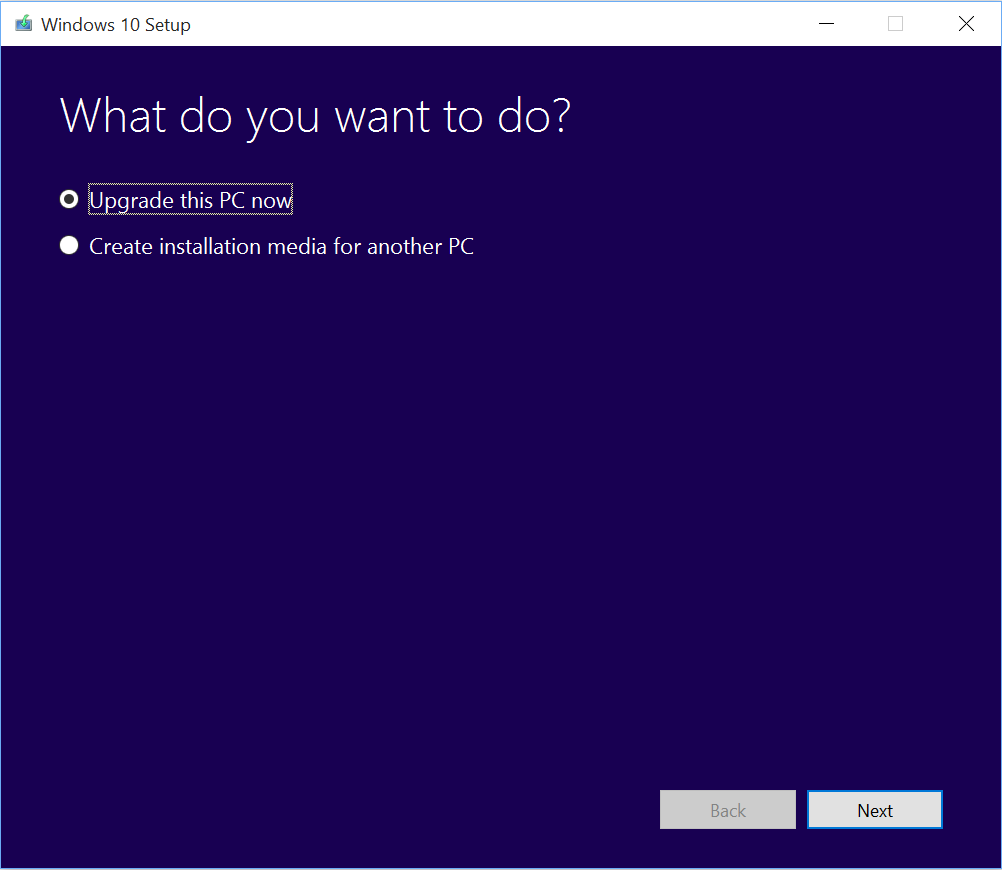 Windows 10 Setup
What do you want to do?
Upgrade this PC now
Create installation media for another PC
Back
Next